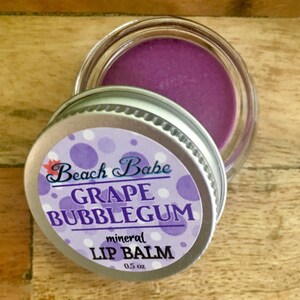 Beach Babe
GRAPE
BUBBLEGUM
mineral
LIP BALM
0.5 oz